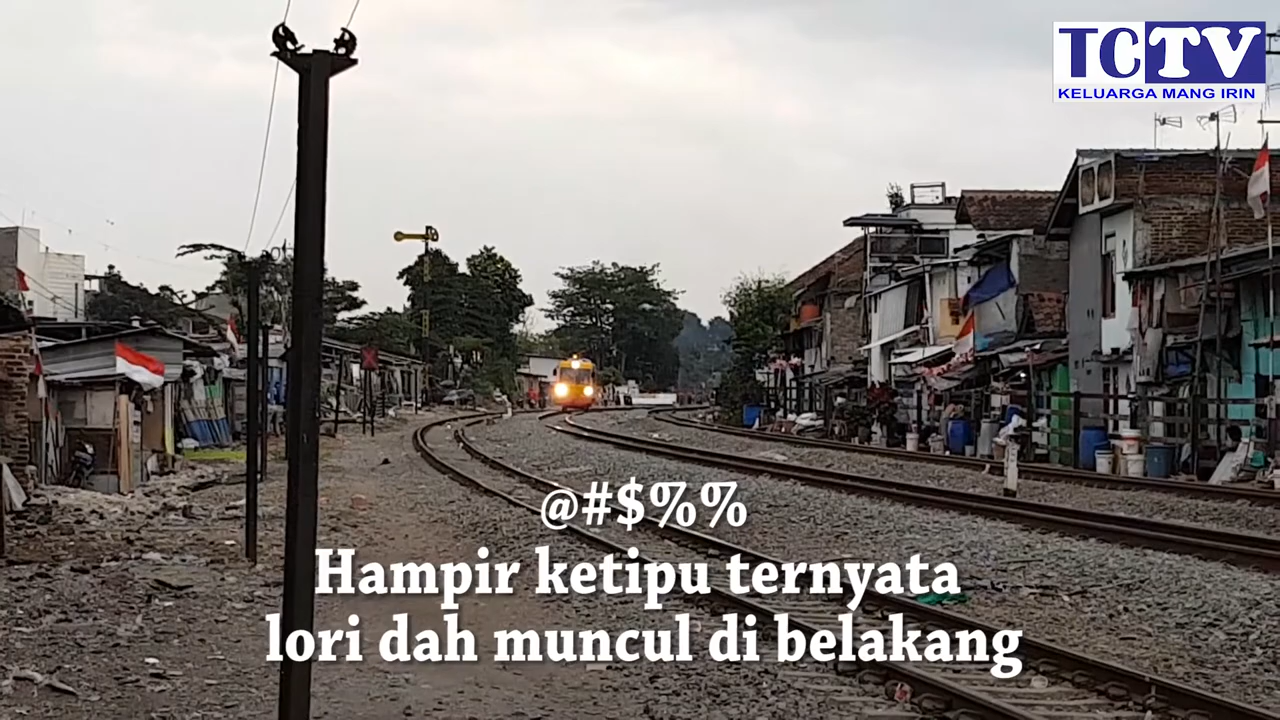 TCTV
KELUARGA MANG IRIN
@#$%%
Hampir ketipu ternyata
lori dah muncul di belakang